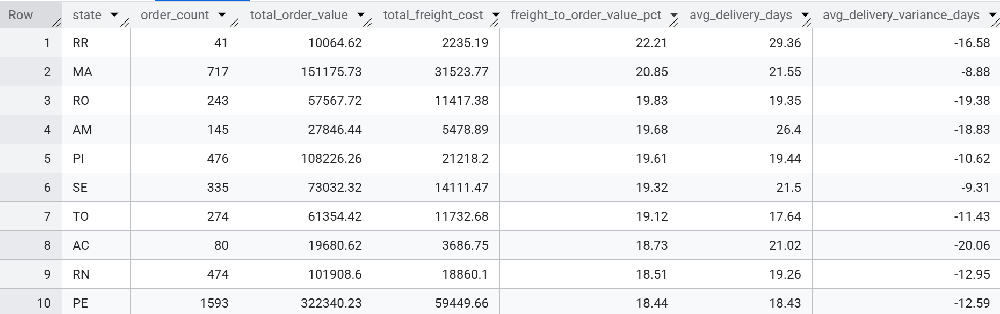 Row state order_count total_order_value total_freight_cost freight_to_order_value_pct avg_delivery_days avg_delivery_variance_days
1 RR 41 10064.62 2235.19 22.21 29.36 -16.58
2 MA 717 151175.73 31523.77 20.85 21.55 -8.88
3 RO 243 57567.72 11417.38 19.83 19.35 -19.38
4 AM 145 27846.44 5478.89 19.68 26.4 -18.83
5 PI 476 108226.26 21218.2 19.61 19.44 -10.62
6 SE 335 73032.32 14111.47 19.32 21.5 -9.31
7 TO 274 61354.42 11732.68 19.12 17.64 -11.43
8 AC 80 19680.62 3686.75 18.73 21.02 -20.06
9 RN 474 101908.6 18860.1 18.51 19.26 -12.95
10 PE 1593 322340.23 59449.66 18.44 18.43 -12.59